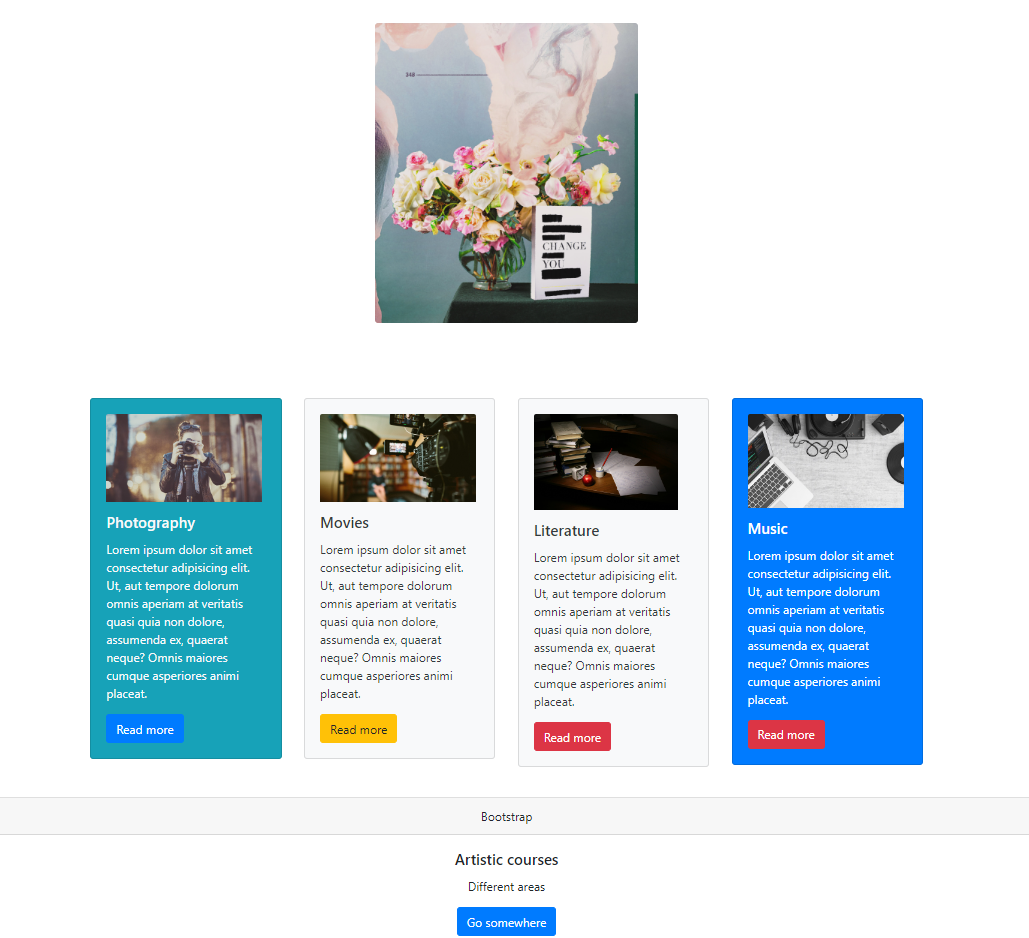 348
CHANGE
YOU
Photography
Lorem ipsum dolor sit amet
consectetur adipisicing elit.
Ut, aut tempore dolorum
omnis aperiam at veritatis
quasi quia non dolore,
assumenda ex, quaerat
neque? Omnis maiores
cumque asperiores animi
placeat.
Read more
Movies
Lorem ipsum dolor sit amet
consectetur adipisicing elit.
Ut, aut tempore dolorum
omnis aperiam at veritatis
quasi quia non dolore,
assumenda ex, quaerat
neque? Omnis maiores
cumque asperiores animi
placeat.
Read more
Literature
Lorem ipsum dolor sit amet
consectetur adipisicing elit.
Ut, aut tempore dolorum
omnis aperiam at veritatis
quasi quia non dolore,
assumenda ex, quaerat
neque? Omnis maiores
cumque asperiores animi
placeat.
Read more
Music
Lorem ipsum dolor sit amet
consectetur adipisicing elit.
Ut, aut tempore dolorum
omnis aperiam at veritatis
quasi quia non dolore,
assumenda ex, quaerat
neque? Omnis maiores
cumque asperiores animi
placeat.
Read more
Bootstrap
Artistic courses
Different areas
Go somewhere